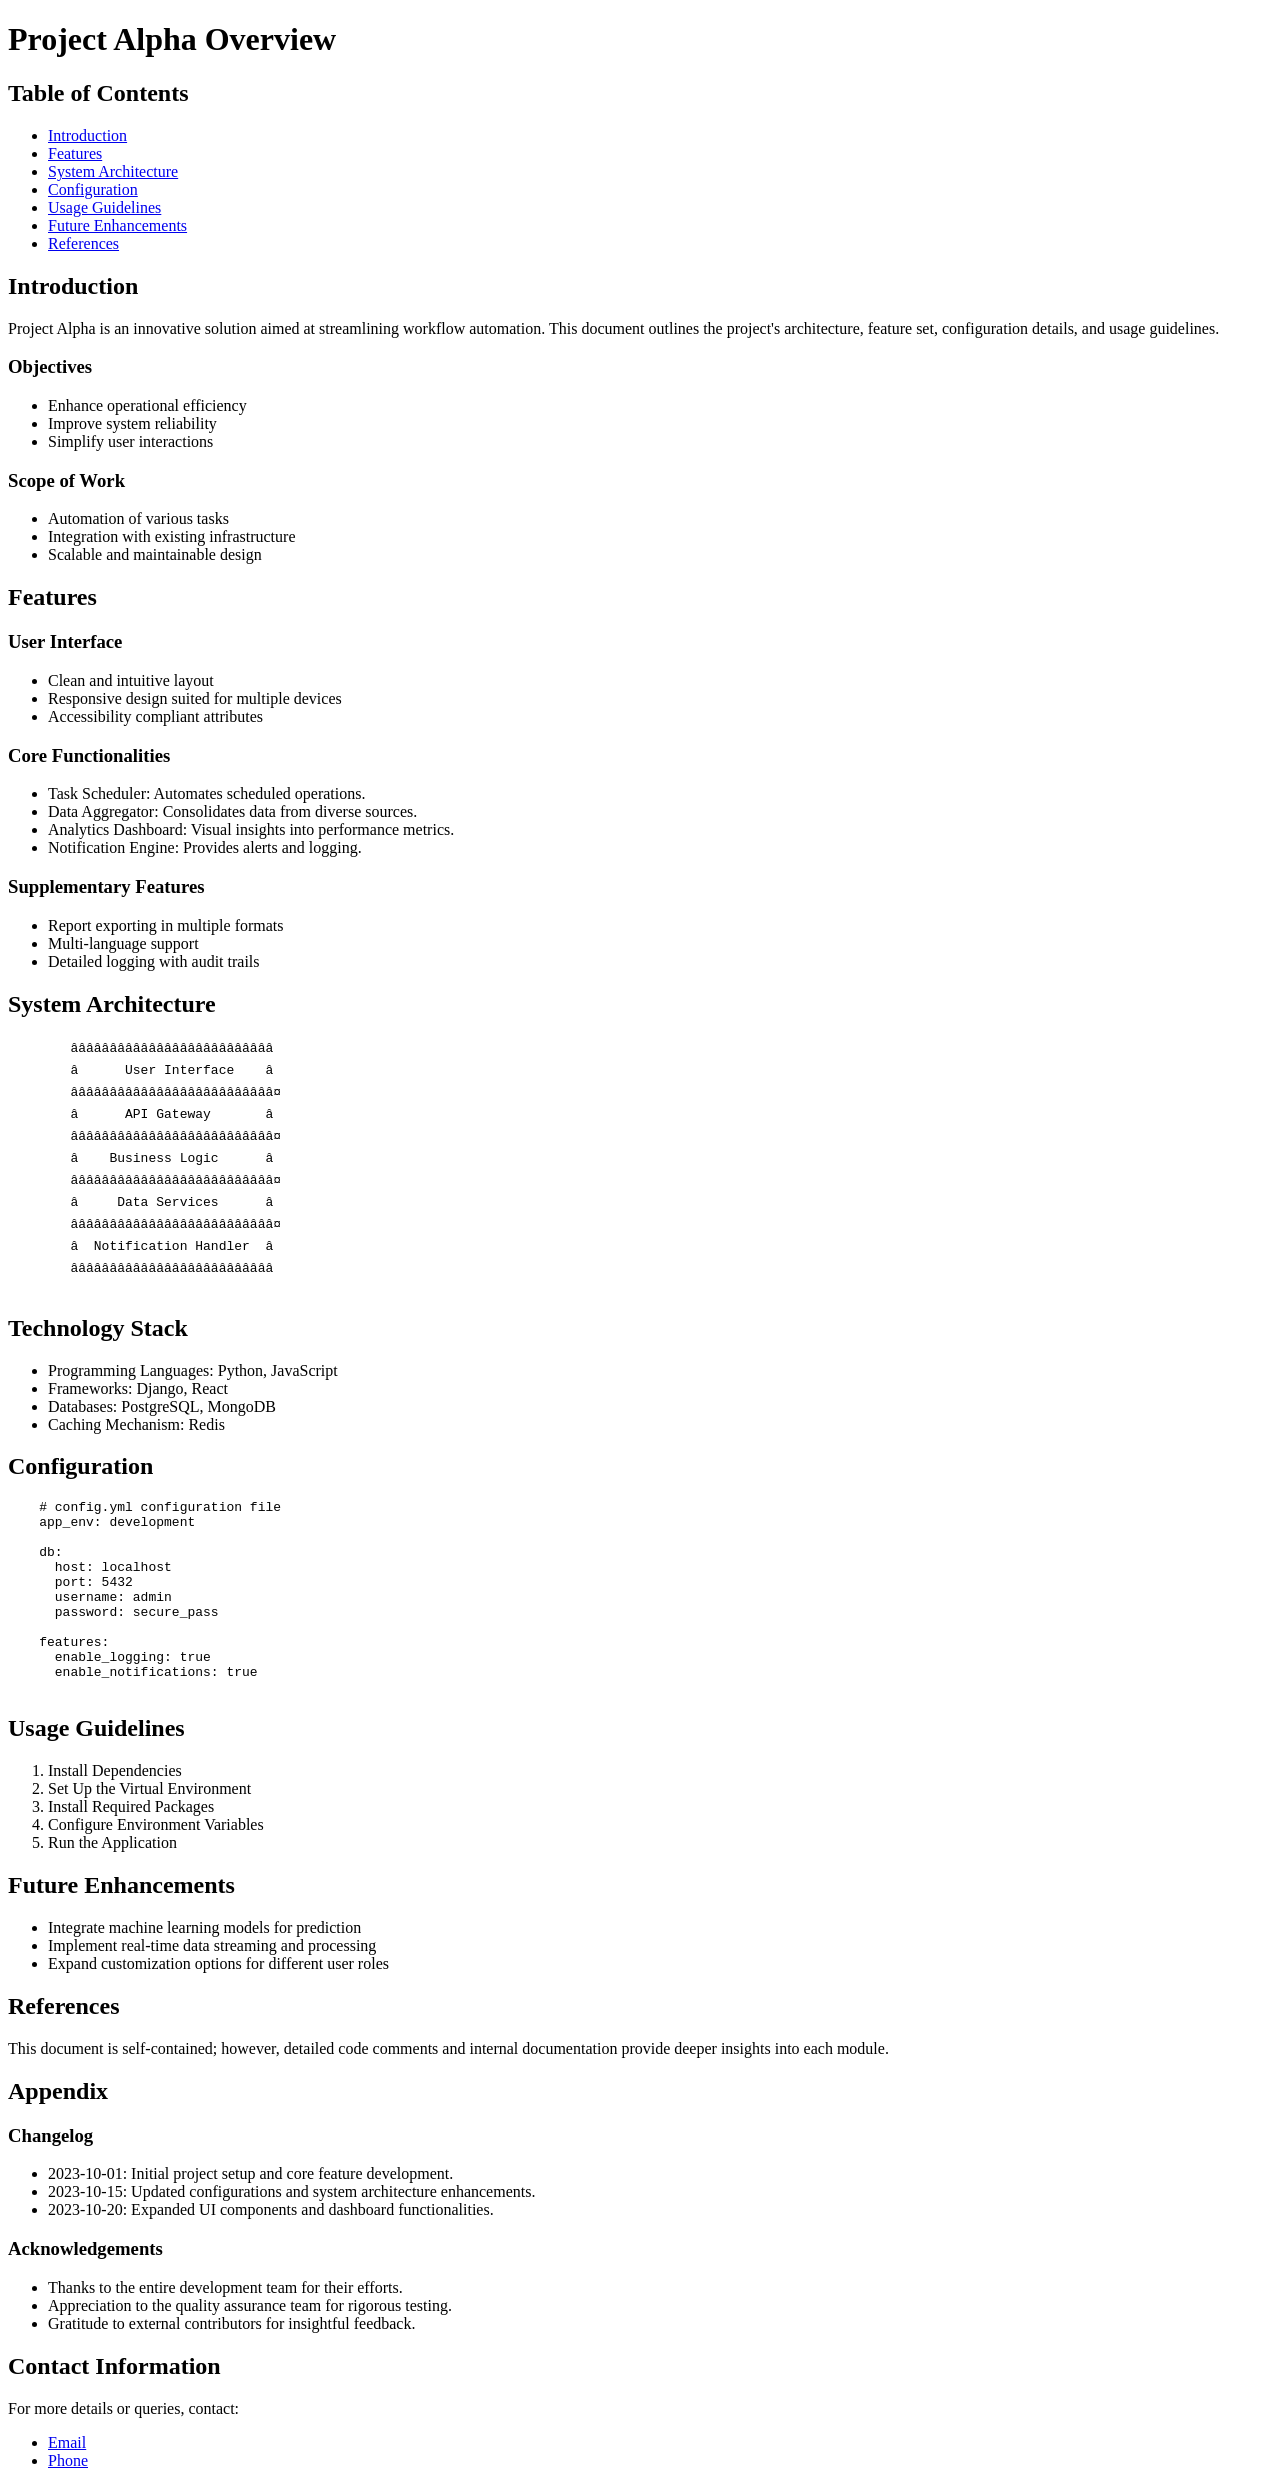 Project Alpha Overview
Table of Contents
Introduction
Features
System Architecture
Configuration
Usage Guidelines
Future Enhancements
References
Introduction
Project Alpha is an innovative solution aimed at streamlining workflow automation. This document outlines the project's architecture, feature set, configuration details, and usage guidelines.
Objectives
Enhance operational efficiency
Improve system reliability
Simplify user interactions
Scope of Work
Automation of various tasks
Integration with existing infrastructure
Scalable and maintainable design
Features
User Interface
Clean and intuitive layout
Responsive design suited for multiple devices
Accessibility compliant attributes
Core Functionalities
Task Scheduler: Automates scheduled operations.
Data Aggregator: Consolidates data from diverse sources.
Analytics Dashboard: Visual insights into performance metrics.
Notification Engine: Provides alerts and logging.
Supplementary Features
Report exporting in multiple formats
Multi-language support
Detailed logging with audit trails
System Architecture
ââââââââââââââââââââââââââ
â      User Interface    â
ââââââââââââââââââââââââââ¤
â      API Gateway       â
ââââââââââââââââââââââââââ¤
â    Business Logic      â
ââââââââââââââââââââââââââ¤
â     Data Services      â
ââââââââââââââââââââââââââ¤
â  Notification Handler  â
ââââââââââââââââââââââââââ
Technology Stack
Programming Languages: Python, JavaScript
Frameworks: Django, React
Databases: PostgreSQL, MongoDB
Caching Mechanism: Redis
Configuration
# config.yml configuration file
app_env: development
db:
  host: localhost
  port: 5432
  username: admin
  password: secure_pass
features:
  enable_logging: true
  enable_notifications: true
Usage Guidelines
1. Install Dependencies
2. Set Up the Virtual Environment
3. Install Required Packages
4. Configure Environment Variables
5. Run the Application
Future Enhancements
Integrate machine learning models for prediction
Implement real-time data streaming and processing
Expand customization options for different user roles
References
This document is self-contained; however, detailed code comments and internal documentation provide deeper insights into each module.
Appendix
Changelog
2023-10-01: Initial project setup and core feature development.
2023-10-15: Updated configurations and system architecture enhancements.
2023-10-20: Expanded UI components and dashboard functionalities.
Acknowledgements
Thanks to the entire development team for their efforts.
Appreciation to the quality assurance team for rigorous testing.
Gratitude to external contributors for insightful feedback.
Contact Information
For more details or queries, contact:
Email
Phone